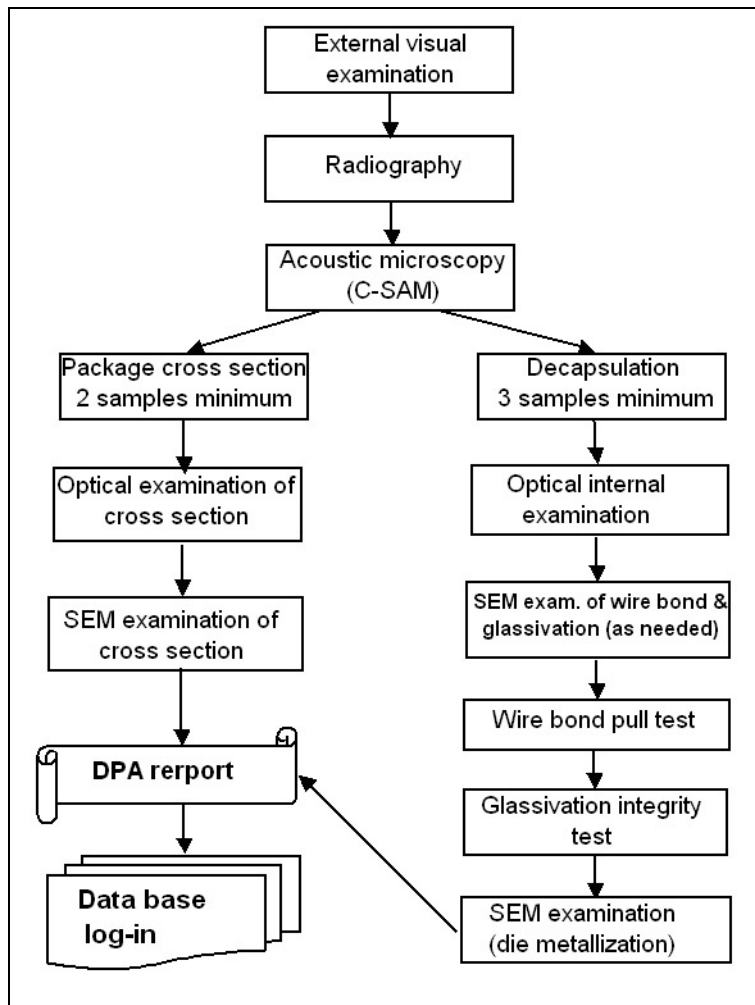 External visual
examination
Radiography
Acoustic microscopy
(C-SAM)
Package cross section
2 samples minimum
Decapsulation
3 samples minimum
Optical examination of
cross section
Optical internal
examination
SEM examination of
cross section
SEM exam. of wire bond &
glassivation (as needed)
Wire bond pull test
DPA rerport
Glassivation integrity
test
Data base
log-in
SEM examination
(die metallization)